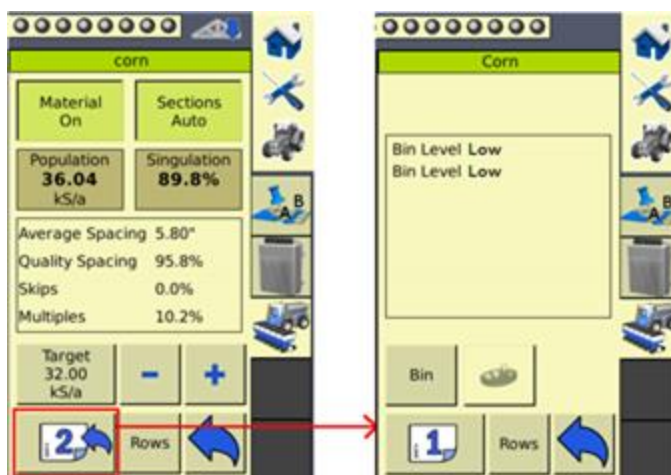 corn
Material
On
Sections
Auto
Population
36.04
kS/a
Singulation
89.8%
Average Spacing 5.80"
Quality Spacing 95.8%
Skips 0.0%
Multiples 10.2%
Target
32.00
kS/a
- +
i 2
Rows
A B
Corn
Bin Level Low
Bin Level Low
Bin
i 1
Rows
A B